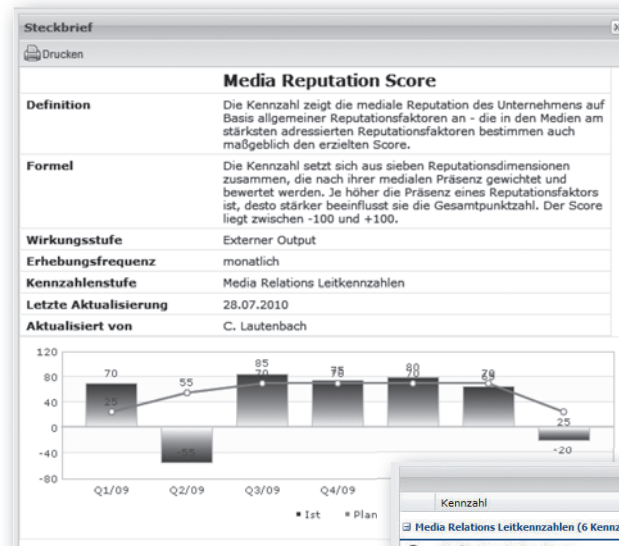 Steckbrief
Drucken
Media Reputation Score
Definition
Die Kennzahl zeigt die mediale Reputation des Unternehmens auf
Basis allgemeiner Reputationsfaktoren an - die in den Medien am
stärksten adressierten Reputationsfaktoren bestimmen auch
maßgeblich den erzielten Score.
Formel
Die Kennzahl setzt sich aus sieben Reputationsdimensionen
zusammen, die nach ihrer medialen Präsenz gewichtet und
bewertet werden. Je höher die Präsenz eines Reputationsfaktors
ist, desto stärker beeinflusst sie die Gesamtpunktzahl. Der Score
liegt zwischen -100 und +100.
Wirkungsstufe Externer Output
Erhebungsfrequenz monatlich
Kennzahlenstufe Media Relations Leitkennzahlen
Letzte Aktualisierung 28.07.2010
Aktualisiert von C. Lautenbach
120
80
40
0
-40
-80
70
25
55
-55
85
70
70
80
70
25
-20
Q1/09 Q2/09 Q3/09 Q4/09
Ist Plan
Kennzahl
Media Relations Leitkennzahlen (6 Kennz